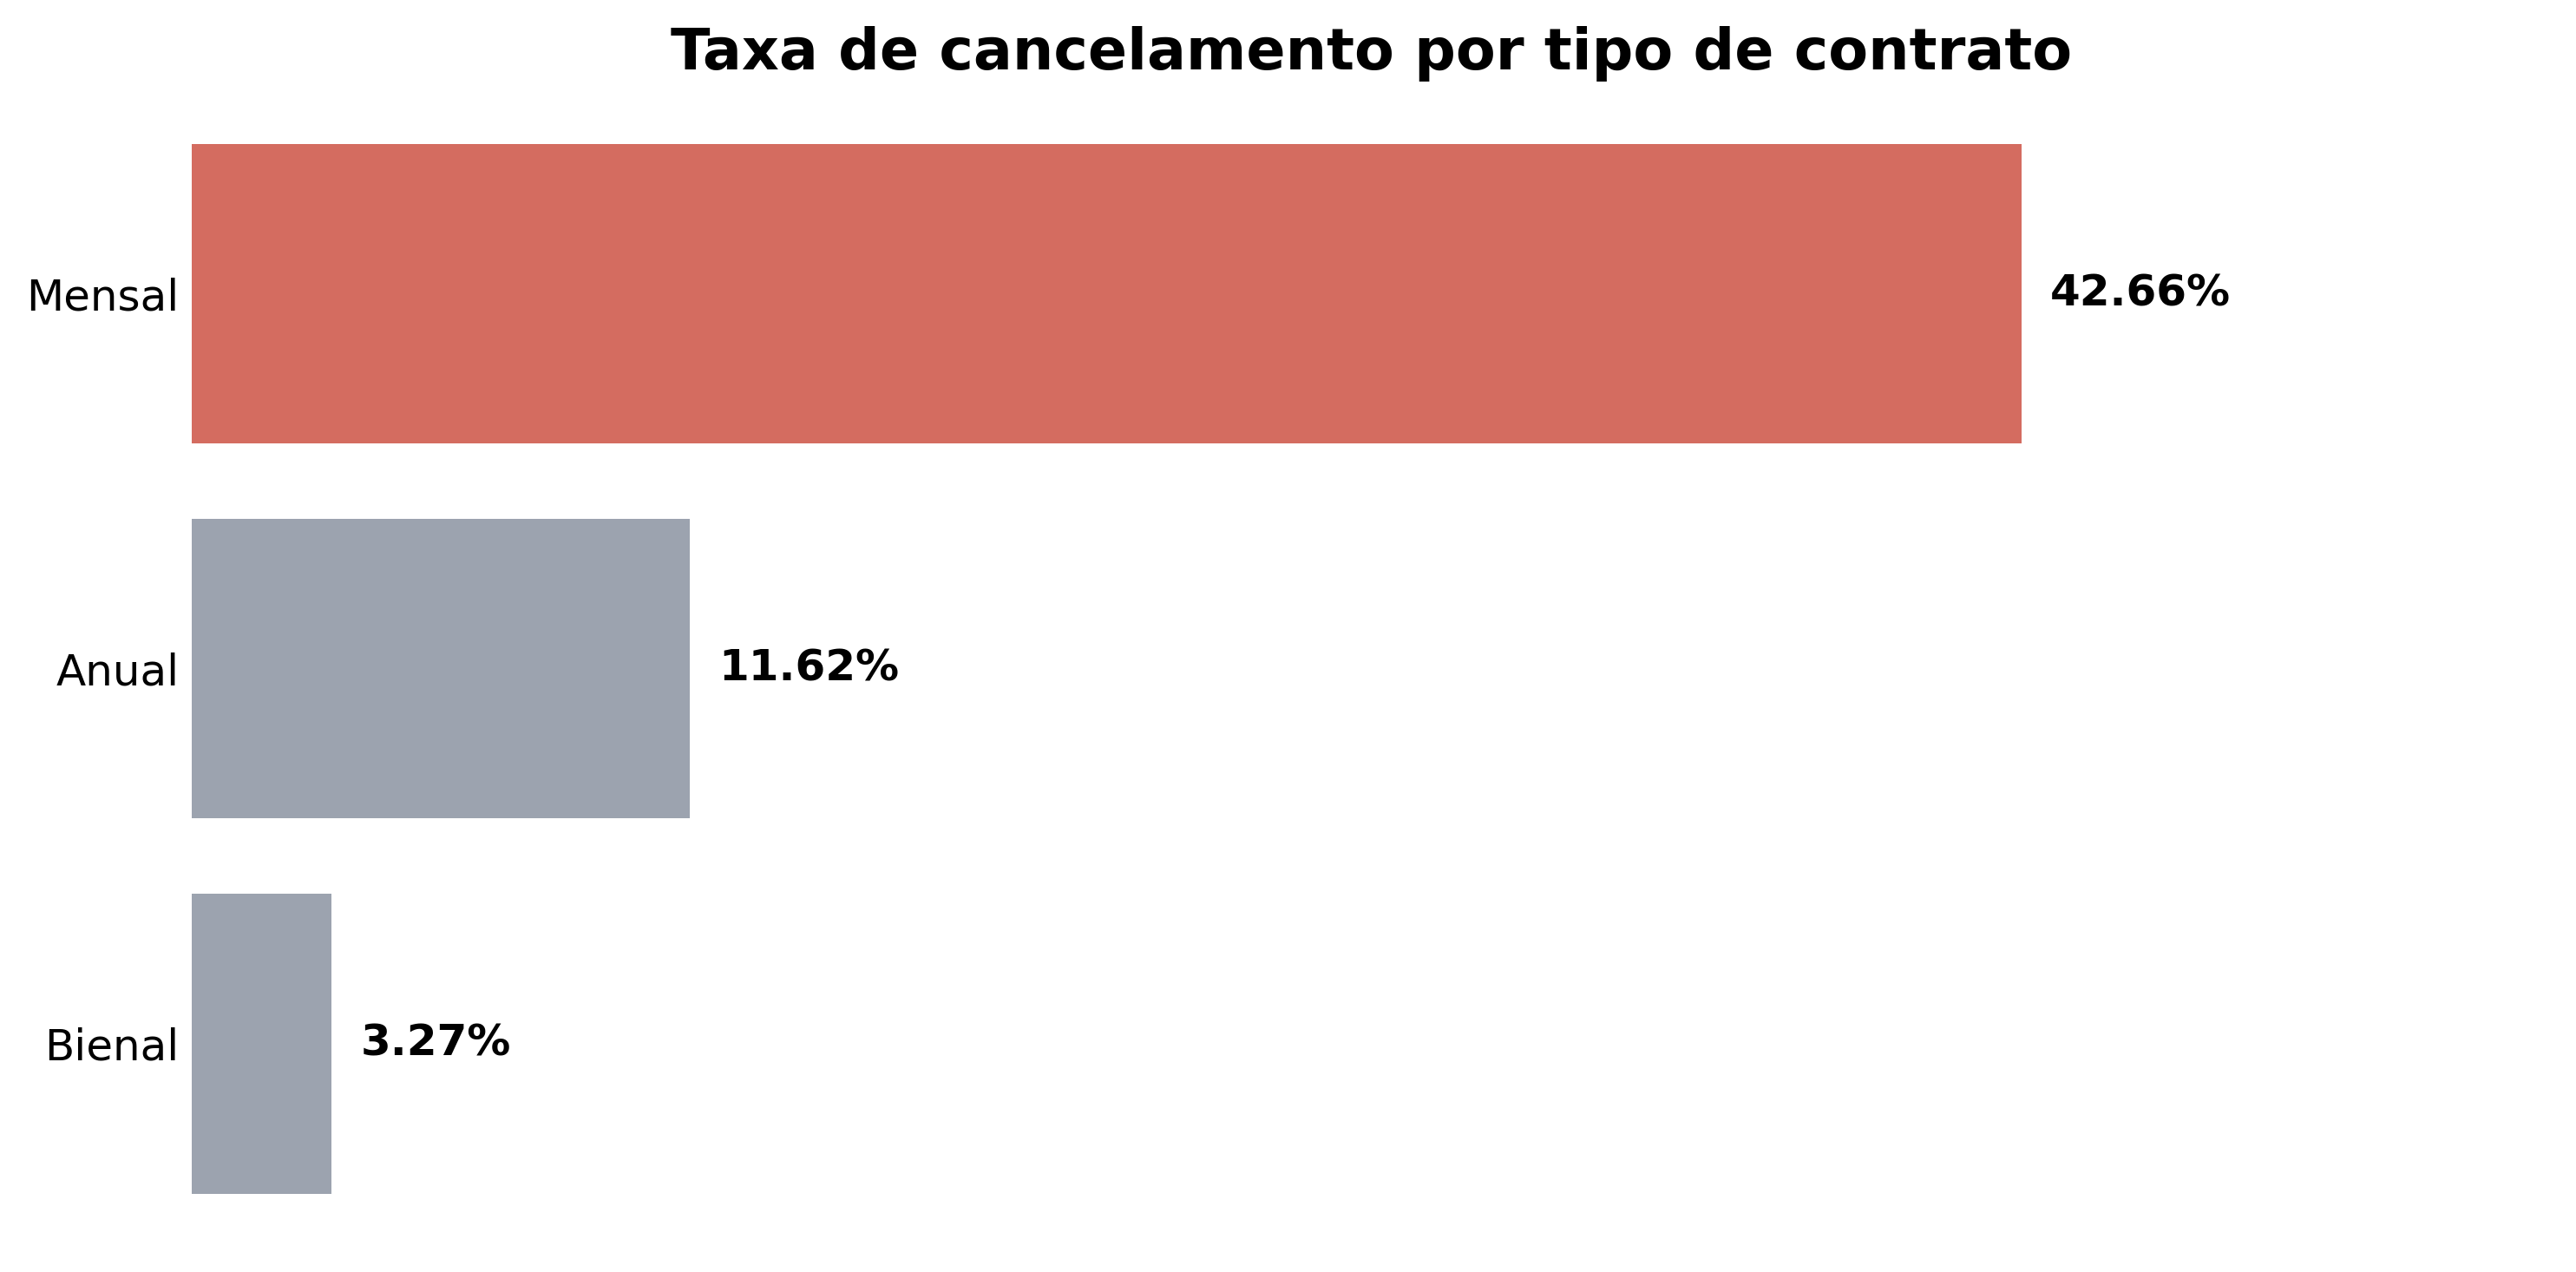 Taxa de cancelamento por tipo de contrato
Mensal 42.66%
Anual 11.62%
Bienal 3.27%